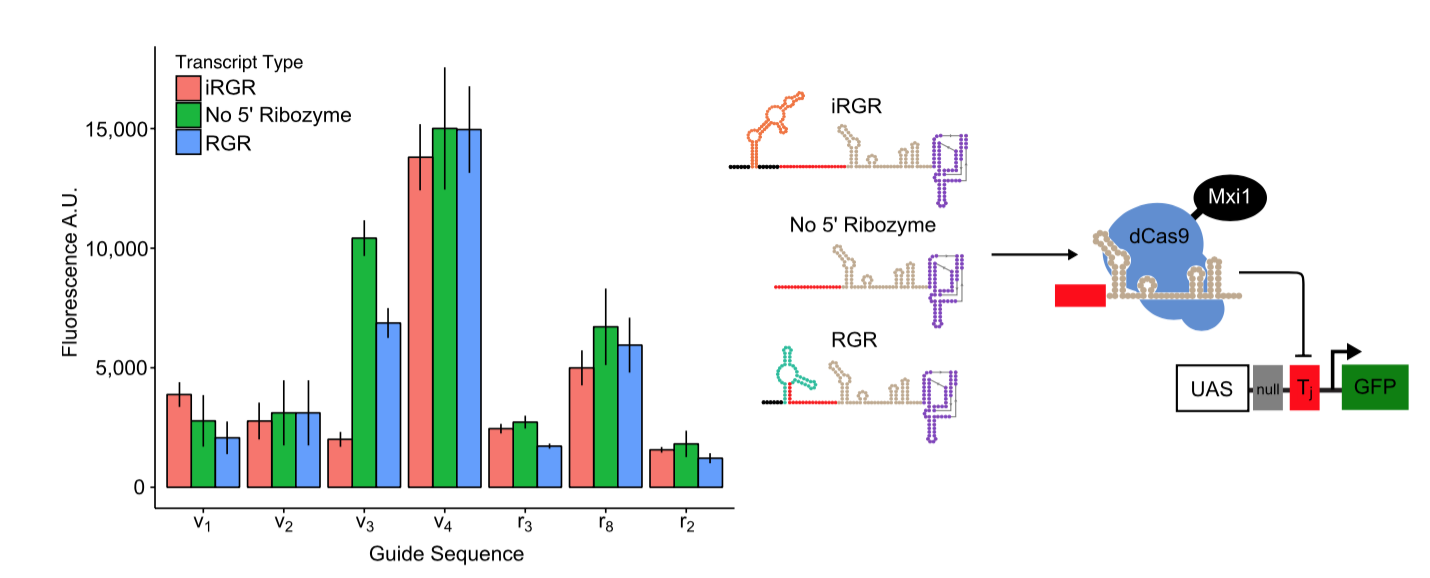 Transcript Type
iRGR
No 5' Ribozyme
RGR
Fluorescence A.U.
15,000
10,000
5,000
0
v1
v2
v3
v4
r3
r8
r2
Guide Sequence
iRGR
No 5' Ribozyme
RGR
Mxi1
dCas9
UAS
null
Tj
GFP